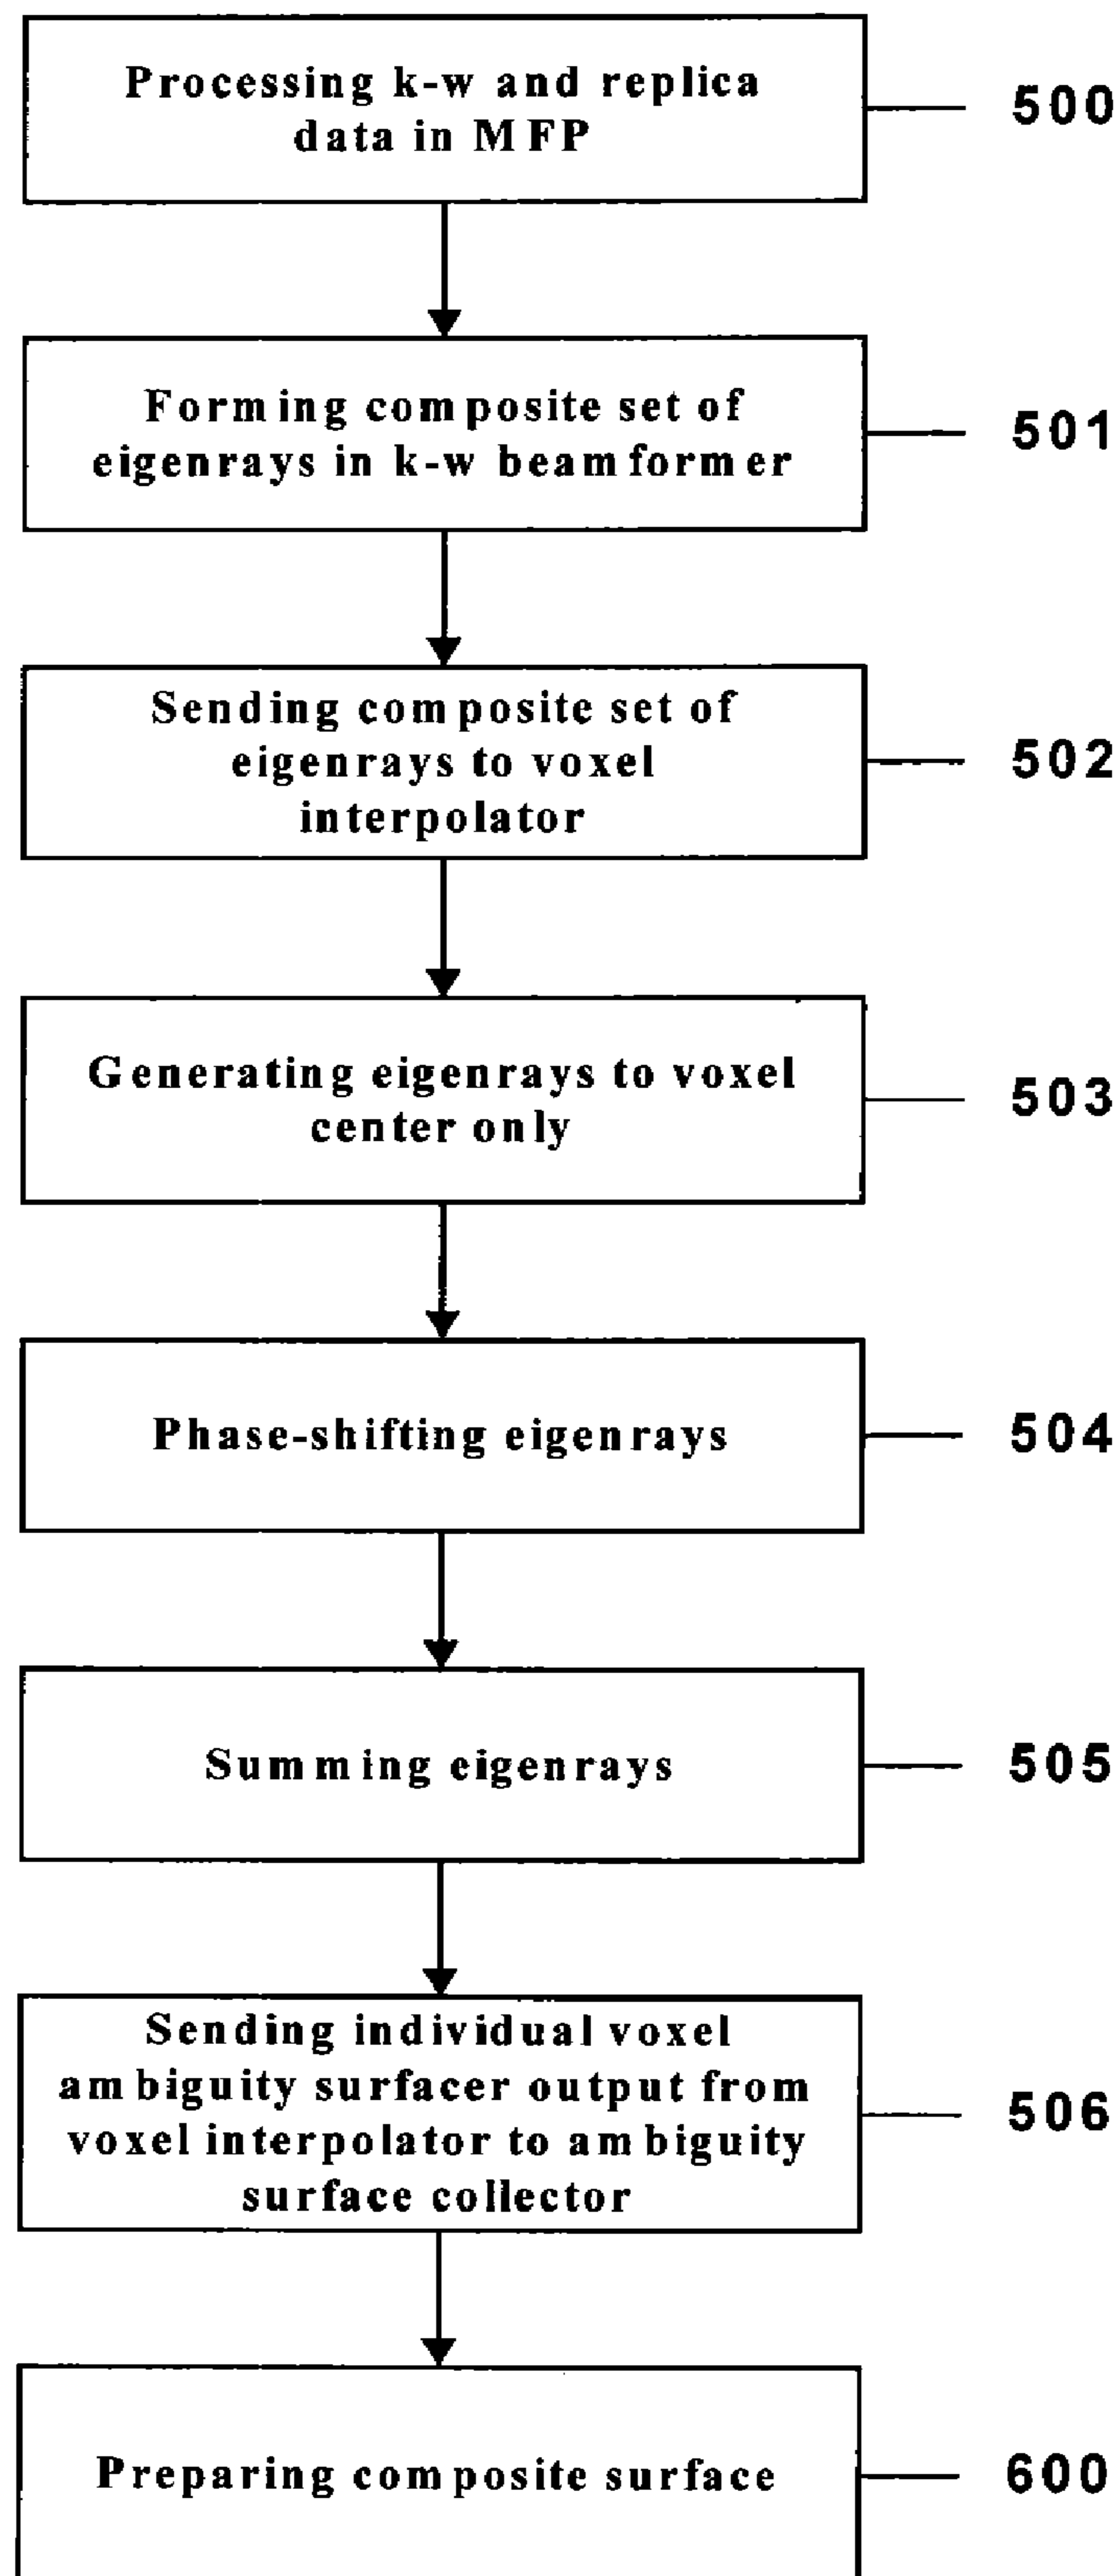 Processing k-w and replica
data in MFP
500
Forming composite set of
eigenrays in k-w beamformer
501
Sending composite set of
eigenrays to voxel
interpolator
502
Generating eigenrays to voxel
center only
503
Phase-shifting eigenrays
504
Summing eigenrays
505
Sending individual voxel
ambiguity surfacer output from
voxel interpolator to ambiguity
surface collector
506
Preparing composite surface
600